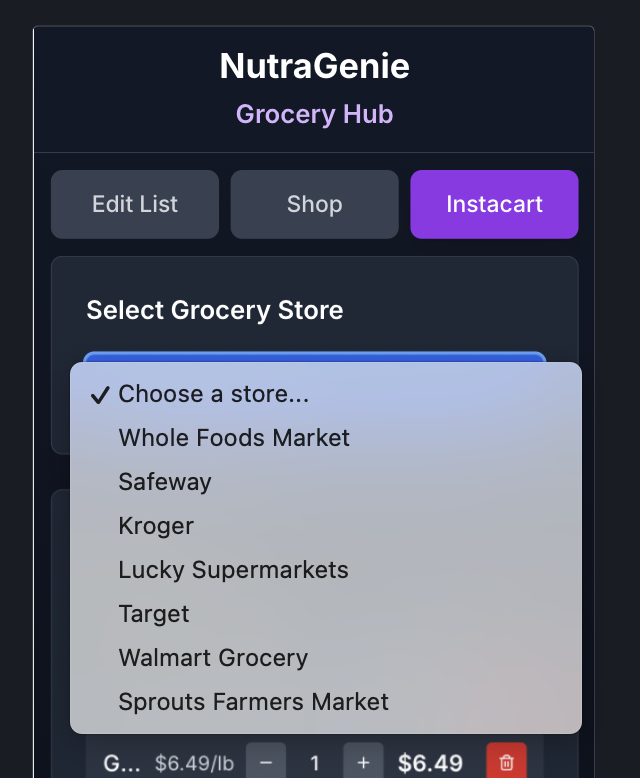 NutraGenie
Grocery Hub
Edit List Shop Instacart
Select Grocery Store
✓ Choose a store...
Whole Foods Market
Safeway
Kroger
Lucky Supermarkets
Target
Walmart Grocery
Sprouts Farmers Market
G... $6.49/lb − 1 + $6.49